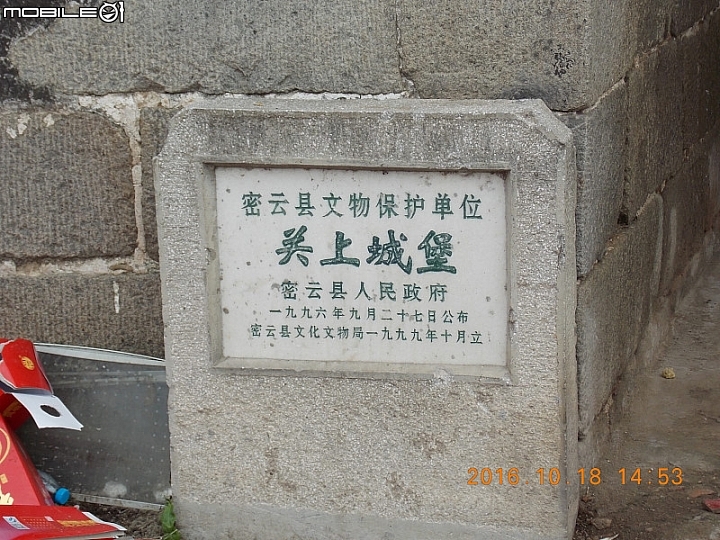 MOBILE01
密云县文物保护单位
关上城堡
密云县人民政府
一九九六年九月二十七日公布
密云县文化文物局一九九九年十月立
2016.10.18 14:53